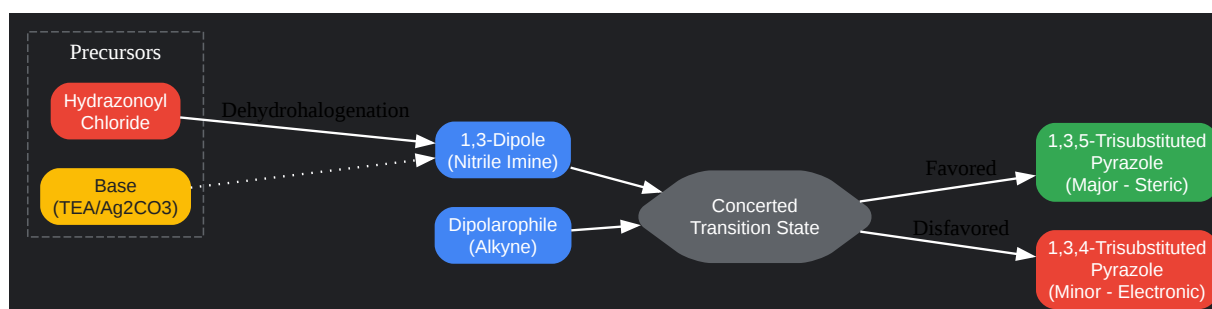 Precursors
Hydrazonoyl
Chloride
Dehydrohalogenation
Base
(TEA/Ag2CO3)
1,3-Dipole
(Nitrile Imine)
Dipolarophile
(Alkyne)
Concerted
Transition State
Favored
Disfavored
1,3,5-Trisubstituted
Pyrazole
(Major - Steric)
1,3,4-Trisubstituted
Pyrazole
(Minor - Electronic)